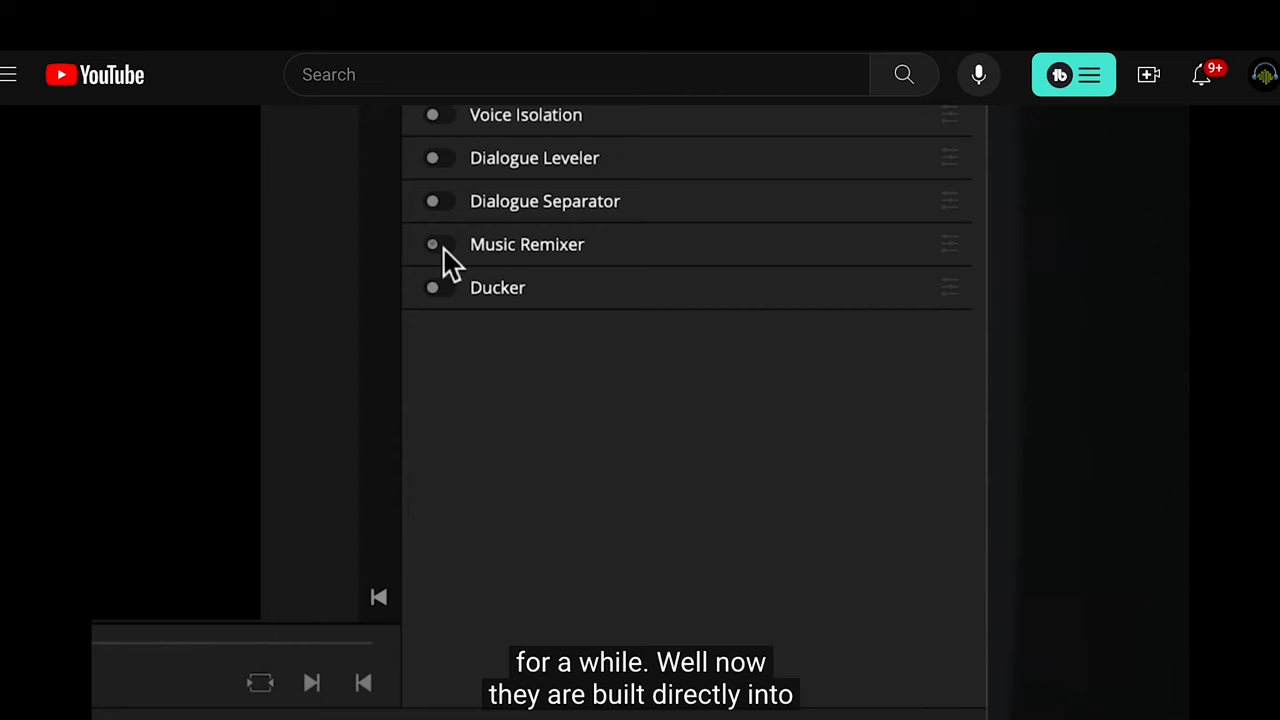 YouTube
Search
9+
Voice Isolation
Dialogue Leveler
Dialogue Separator
Music Remixer
Ducker
for a while. Well now
they are built directly into